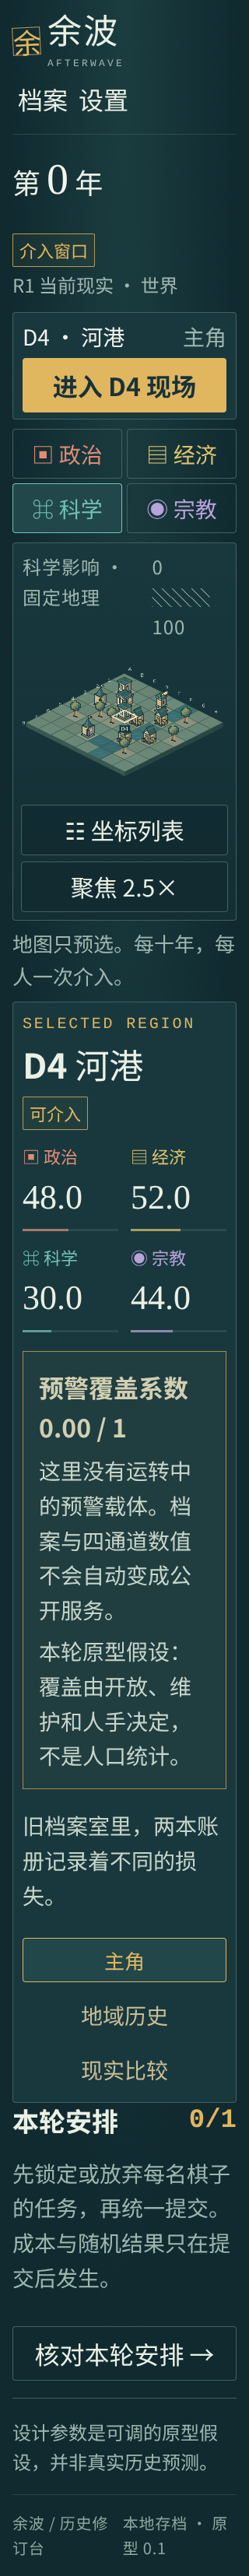 余 余波
AFTERWAVE
档案 设置
第 0 年
介入窗口
R1 当前现实 · 世界
D4 · 河港 主角
进入 D4 现场
政治 经济
科学 宗教
科学影响 · 0
固定地理
100
D4
坐标列表
聚焦 2.5×
地图只预选。每十年，每
人一次介入。
SELECTED REGION
D4 河港
可介入
政治 经济
48.0 52.0
科学 宗教
30.0 44.0
预警覆盖系数
0.00 / 1
这里没有运转中
的预警载体。档
案与四通道数值
不会自动变成公
开服务。
本轮原型假设：
覆盖由开放、维
护和人手决定，
不是人口统计。
旧档案室里，两本账
册记录着不同的损
失。
主角
地域历史
现实比较
本轮安排 0/1
先锁定或放弃每名棋子
的任务，再统一提交。
成本与随机结果只在提
交后发生。
核对本轮安排 →
设计参数是可调的原型假
设，并非真实历史预测。
余波 / 历史修 本地存档 · 原
订台 型 0.1